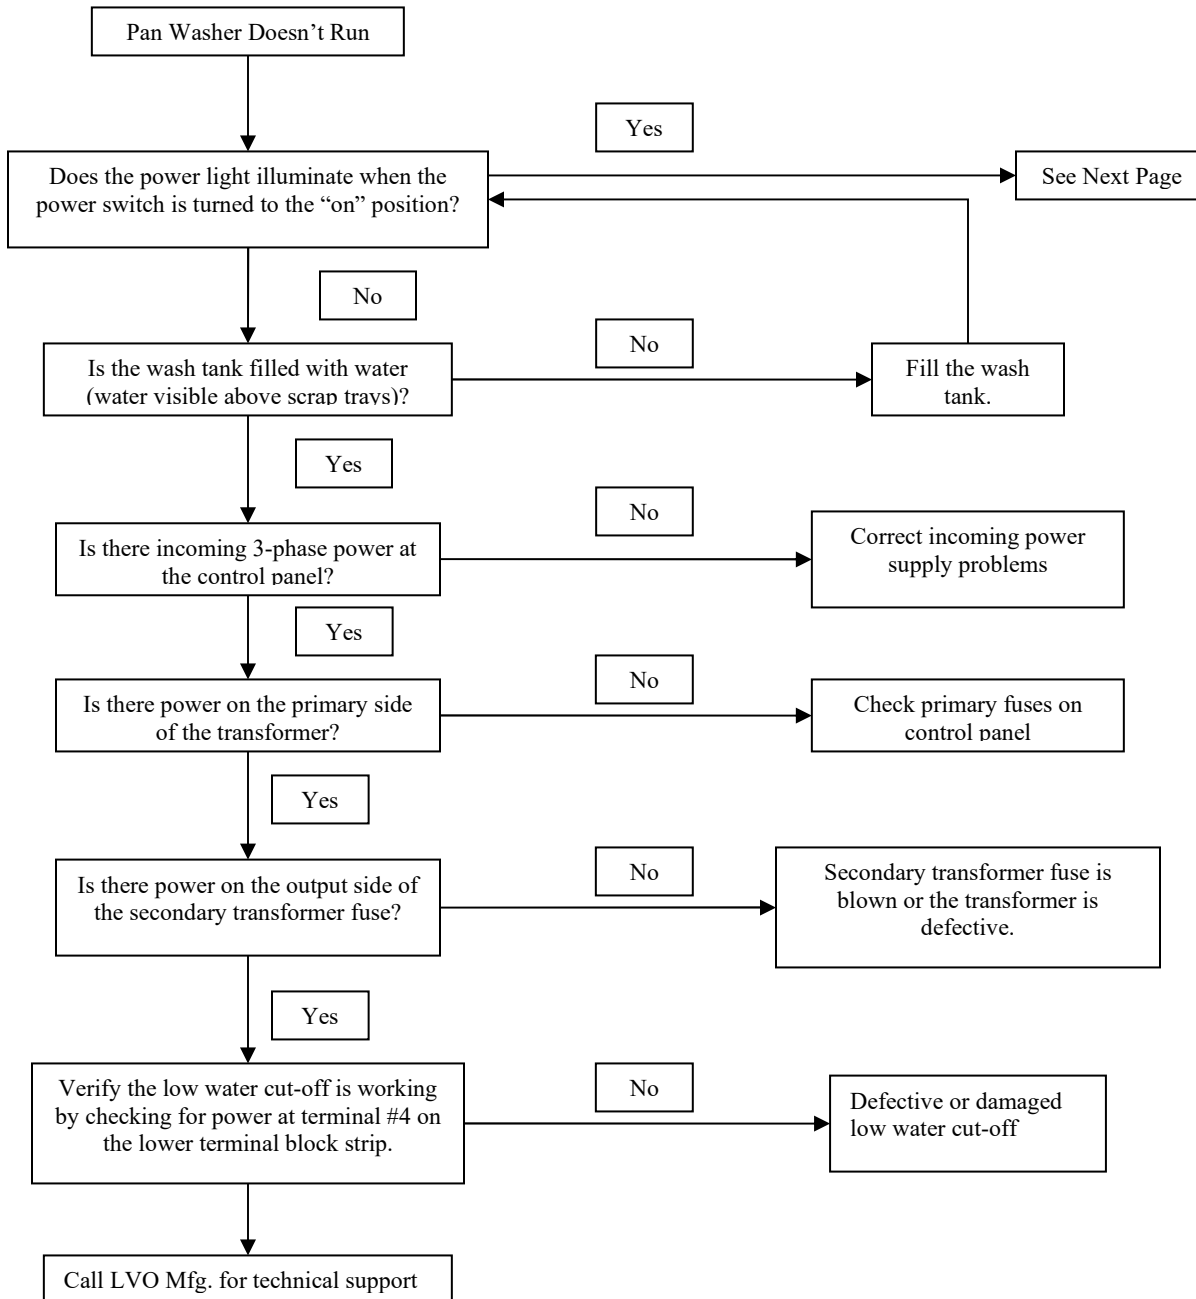 Pan Washer Doesn’t Run
Yes
Does the power light illuminate when the
power switch is turned to the “on” position?
See Next Page
No
Is the wash tank filled with water
(water visible above scrap trays)?
No
Fill the wash
tank.
Yes
Is there incoming 3-phase power at
the control panel?
No
Correct incoming power
supply problems
Yes
Is there power on the primary side
of the transformer?
No
Check primary fuses on
control panel
Yes
Is there power on the output side of
the secondary transformer fuse?
No
Secondary transformer fuse is
blown or the transformer is
defective.
Yes
Verify the low water cut-off is working
by checking for power at terminal #4 on
the lower terminal block strip.
No
Defective or damaged
low water cut-off
Call LVO Mfg. for technical support